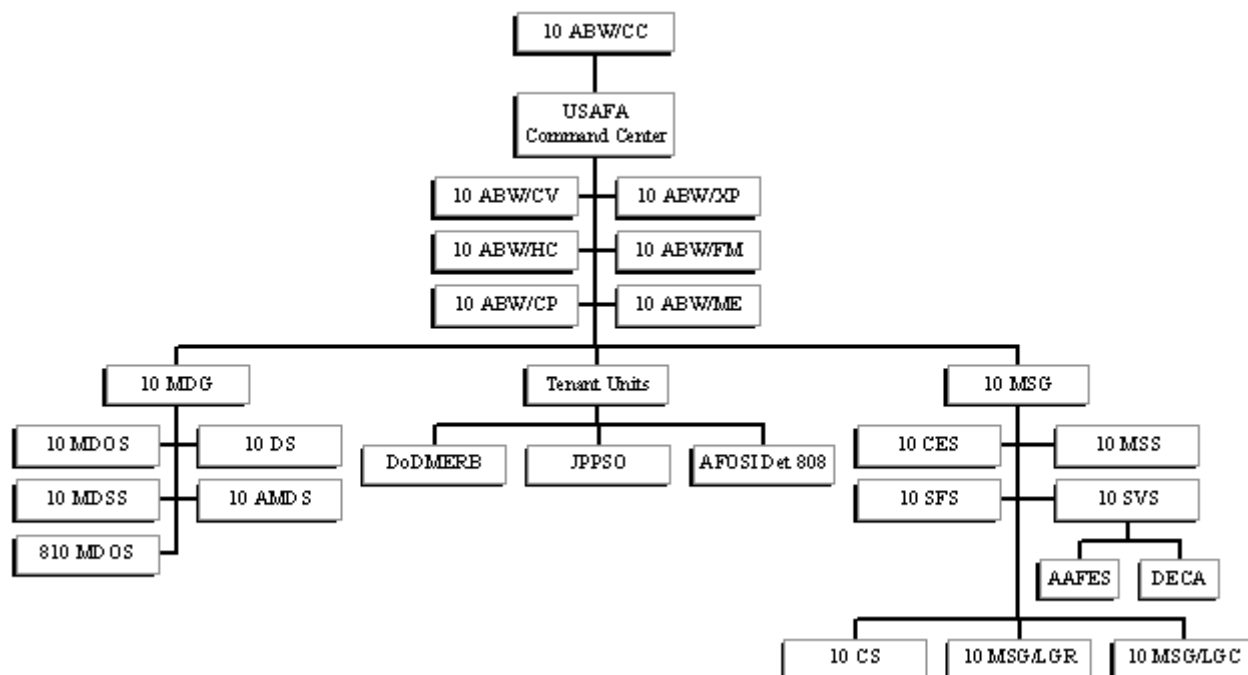 10 ABW/CC
USAFA
Command Center
10 ABW/CV
10 ABW/XP
10 ABW/HC
10 ABW/FM
10 ABW/CP
10 ABW/ME
10 MDG
Tenant Units
10 MSG
10 MDOS
10 DS
DoDMERB
JPPSO
AFOSI Det 808
10 CES
10 MSS
10 MDSS
10 AMDS
10 SFS
10 SVS
810 MDOS
AAFES
DECA
10 CS
10 MSG/LGR
10 MSG/LGC